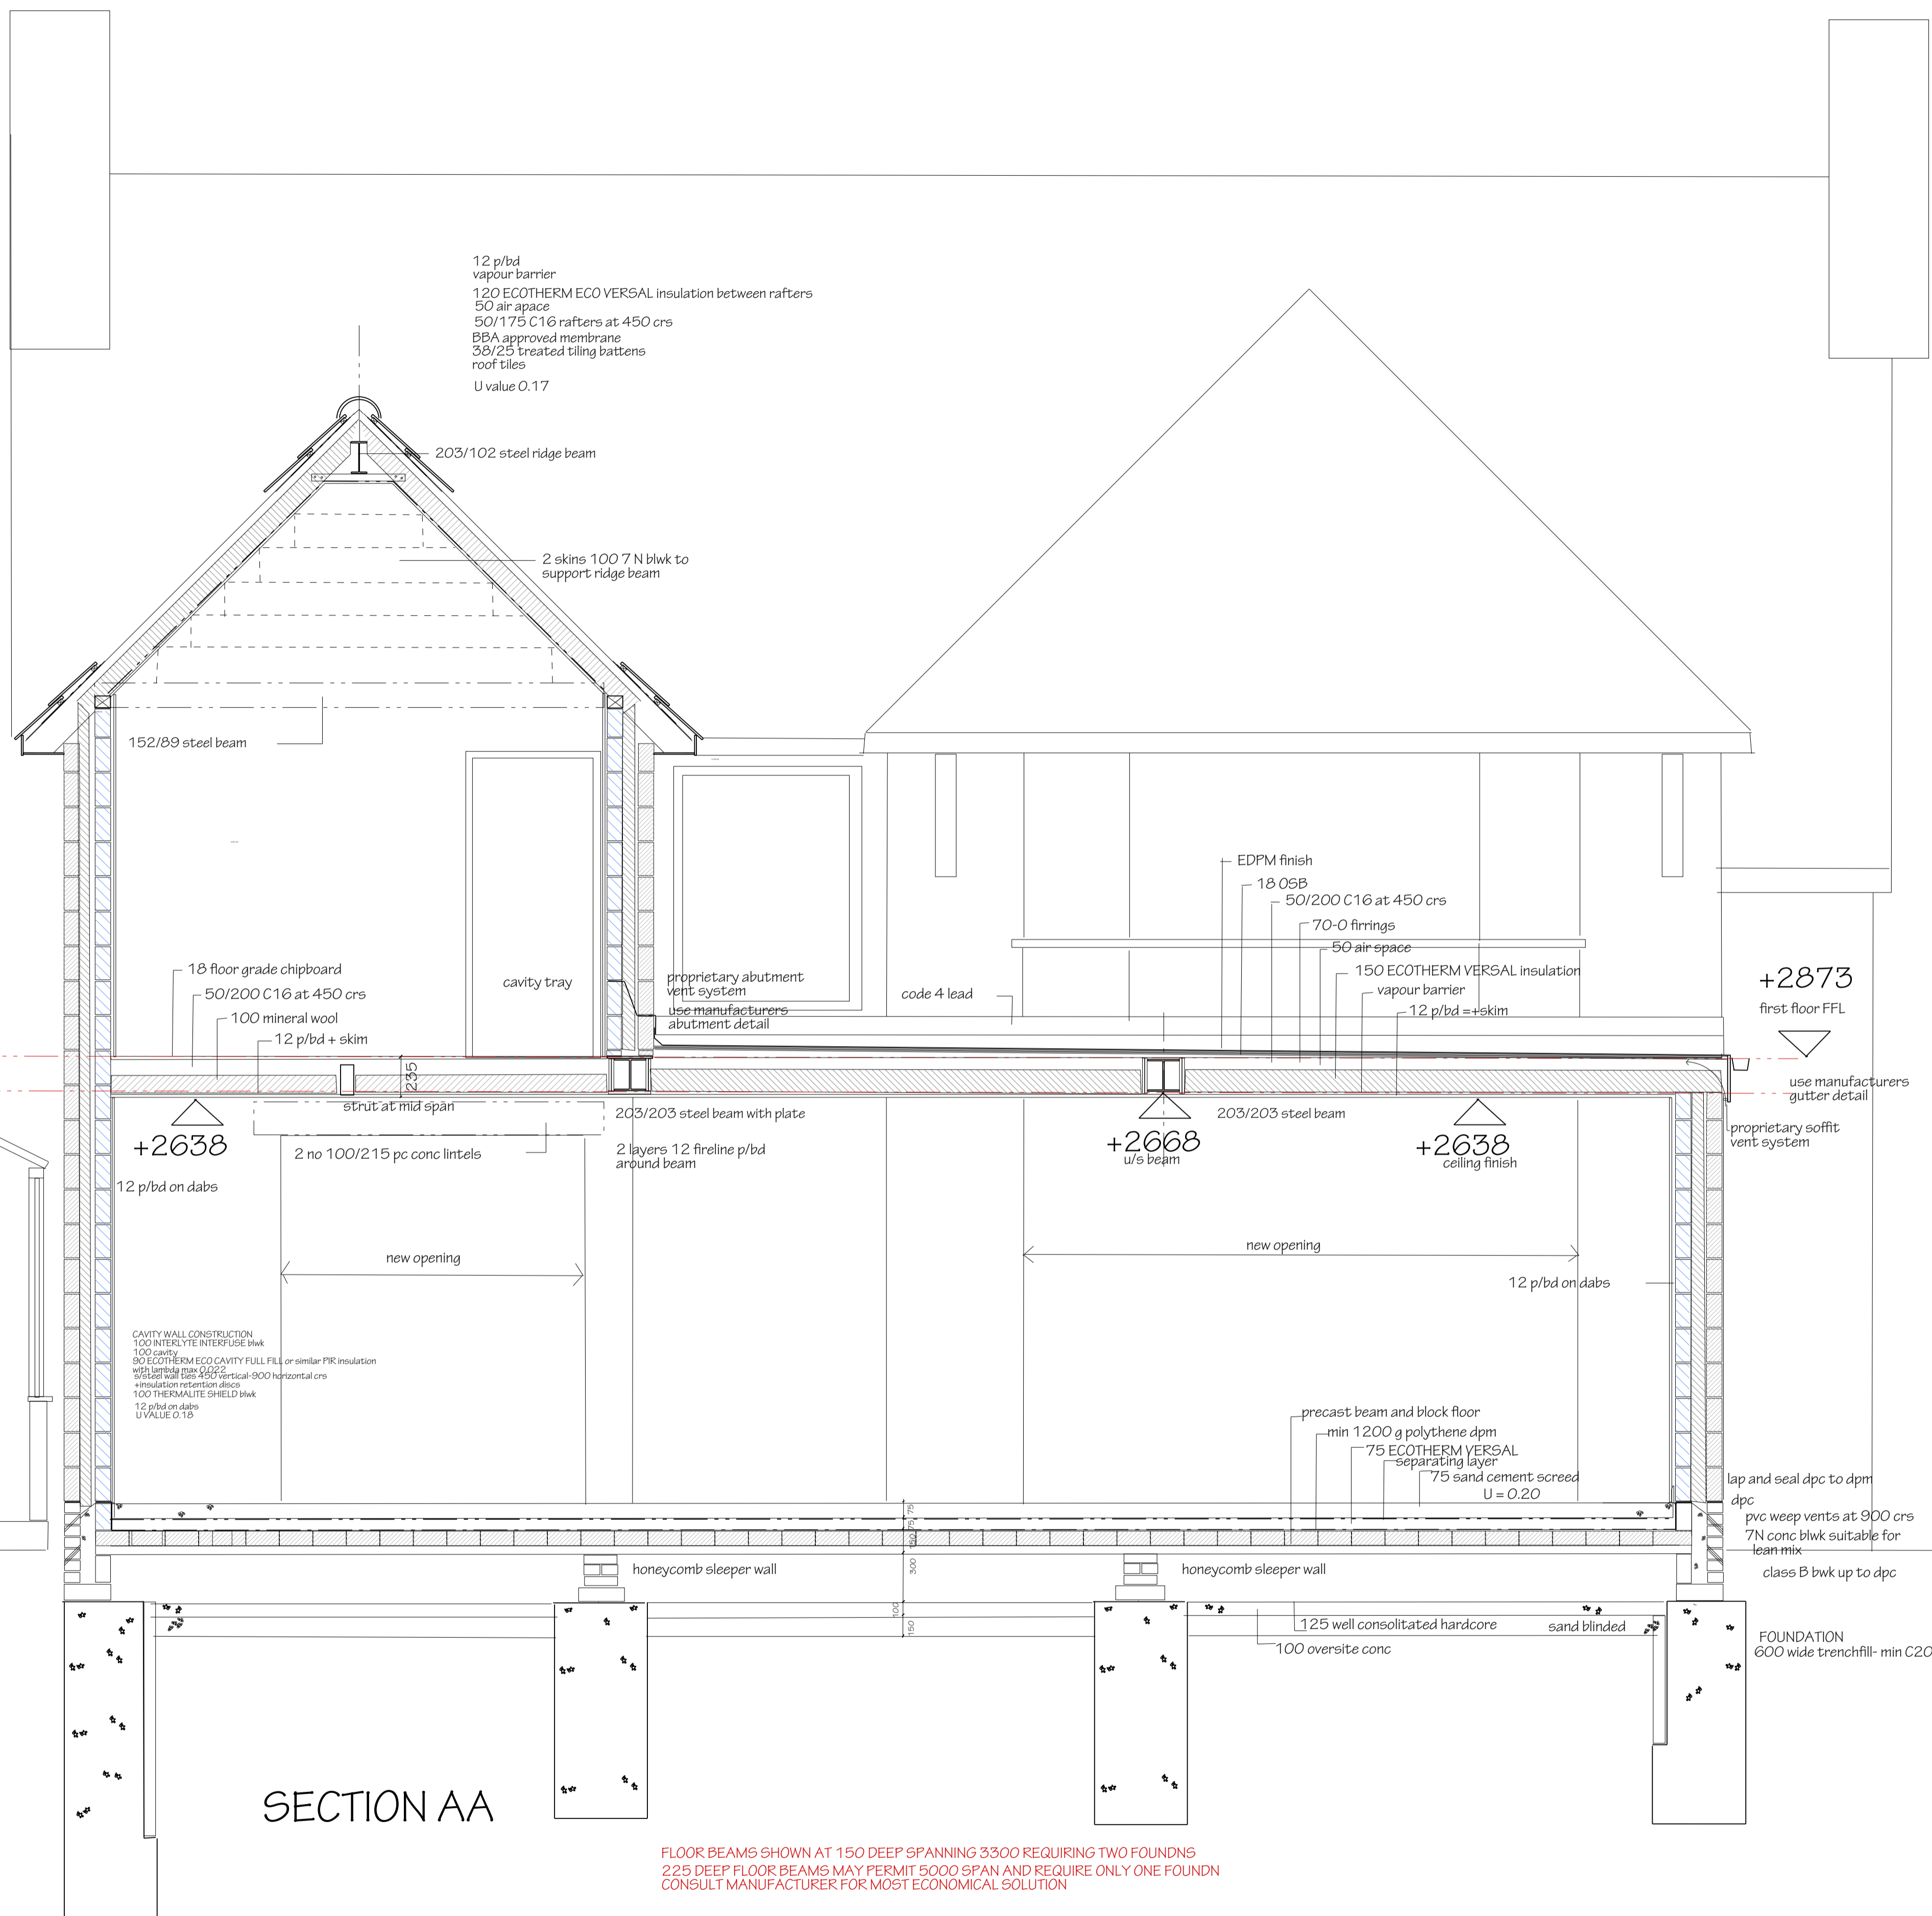 12 p/bd
vapour barrier
120 ECOTHERM ECO VERSAL insulation between rafters
50 air apace
50/175 C16 rafters at 450 crs
BBA approved membrane
38/25 treated tiling battens
roof tiles
U value 0.17
203/102 steel ridge beam
2 skins 100 7 N blwk to
support ridge beam
152/89 steel beam
EDPM finish
18 OSB
50/200 C16 at 450 crs
70-0 firrings
50 air space
150 ECOTHERM VERSAL insulation
vapour barrier
12 p/bd =+skim
18 floor grade chipboard
50/200 C16 at 450 crs
100 mineral wool
12 p/bd + skim
cavity tray
proprietary abutment
vent system
use manufacturers
abutment detail
code 4 lead
+2873
first floor FFL
use manufacturers
gutter detail
proprietary soffit
vent system
235
strut at mid span
203/203 steel beam with plate
203/203 steel beam
+2638
2 no 100/215 pc conc lintels
2 layers 12 fireline p/bd
around beam
+2668
u/s beam
+2638
ceiling finish
12 p/bd on dabs
new opening
new opening
12 p/bd on dabs
CAVITY WALL CONSTRUCTION
100 INTERLYTE INTERFUSE blwk
100 cavity
90 ECOTHERM ECO CAVITY FULL FILL or similar PIR insulation
with lambda max 0.022
s/steel wall ties 450 vertical-900 horizontal crs
+insulation retention discs
100 THERMALITE SHIELD blwk
12 p/bd on dabs
U VALUE 0.18
precast beam and block floor
min 1200 g polythene dpm
75 ECOTHERM VERSAL
separating layer
75 sand cement screed
U = 0.20
lap and seal dpc to dpm
dpc
pvc weep vents at 900 crs
7N conc blwk suitable for
lean mix
class B bwk up to dpc
75
75
150
300
100
150
honeycomb sleeper wall
honeycomb sleeper wall
125 well consolitated hardcore
sand blinded
100 oversite conc
FOUNDATION
600 wide trenchfill- min C20
SECTION AA
FLOOR BEAMS SHOWN AT 150 DEEP SPANNING 3300 REQUIRING TWO FOUNDNS
225 DEEP FLOOR BEAMS MAY PERMIT 5000 SPAN AND REQUIRE ONLY ONE FOUNDN
CONSULT MANUFACTURER FOR MOST ECONOMICAL SOLUTION